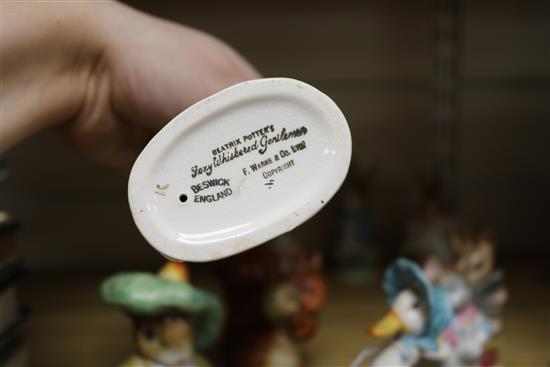 BEATRIX POTTER'S
Foxy Whiskered Gentleman
F. WARNE & CO. LTD
COPYRIGHT
BESWICK
ENGLAND